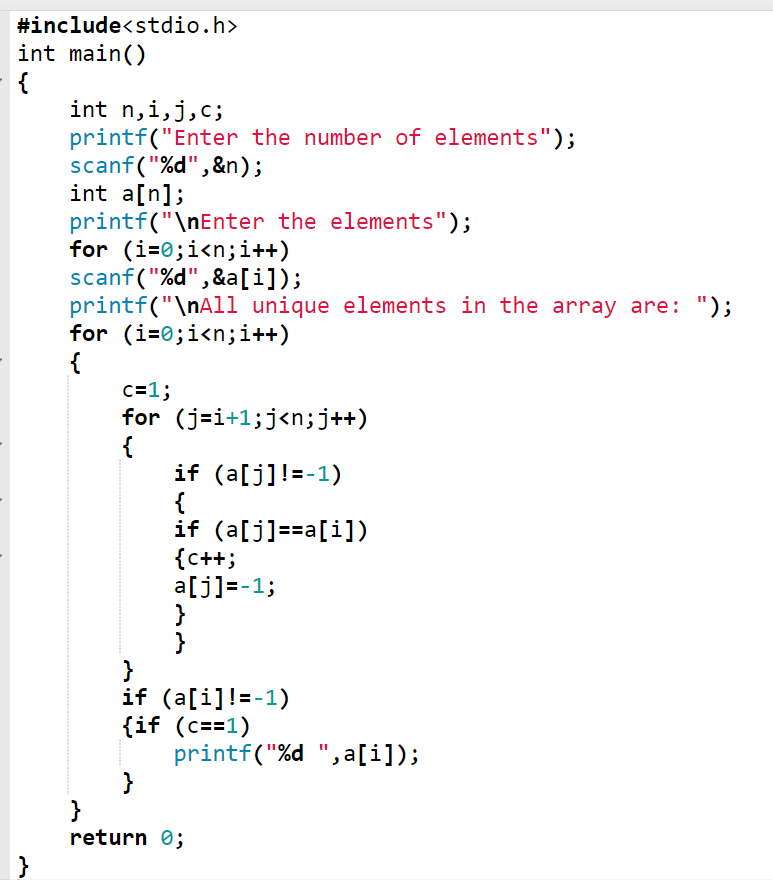 #include<stdio.h>
int main()
{
    int n,i,j,c;
    printf("Enter the number of elements");
    scanf("%d",&n);
    int a[n];
    printf("\nEnter the elements");
    for (i=0;i<n;i++)
    scanf("%d",&a[i]);
    printf("\nAll unique elements in the array are: ");
    for (i=0;i<n;i++)
    {
        c=1;
        for (j=i+1;j<n;j++)
        {
            if (a[j]!=-1)
            {
            if (a[j]==a[i])
            {c++;
            a[j]=-1;
            }
            }
        }
        if (a[i]!=-1)
        {if (c==1)
            printf("%d ",a[i]);
        }
    }
    return 0;
}